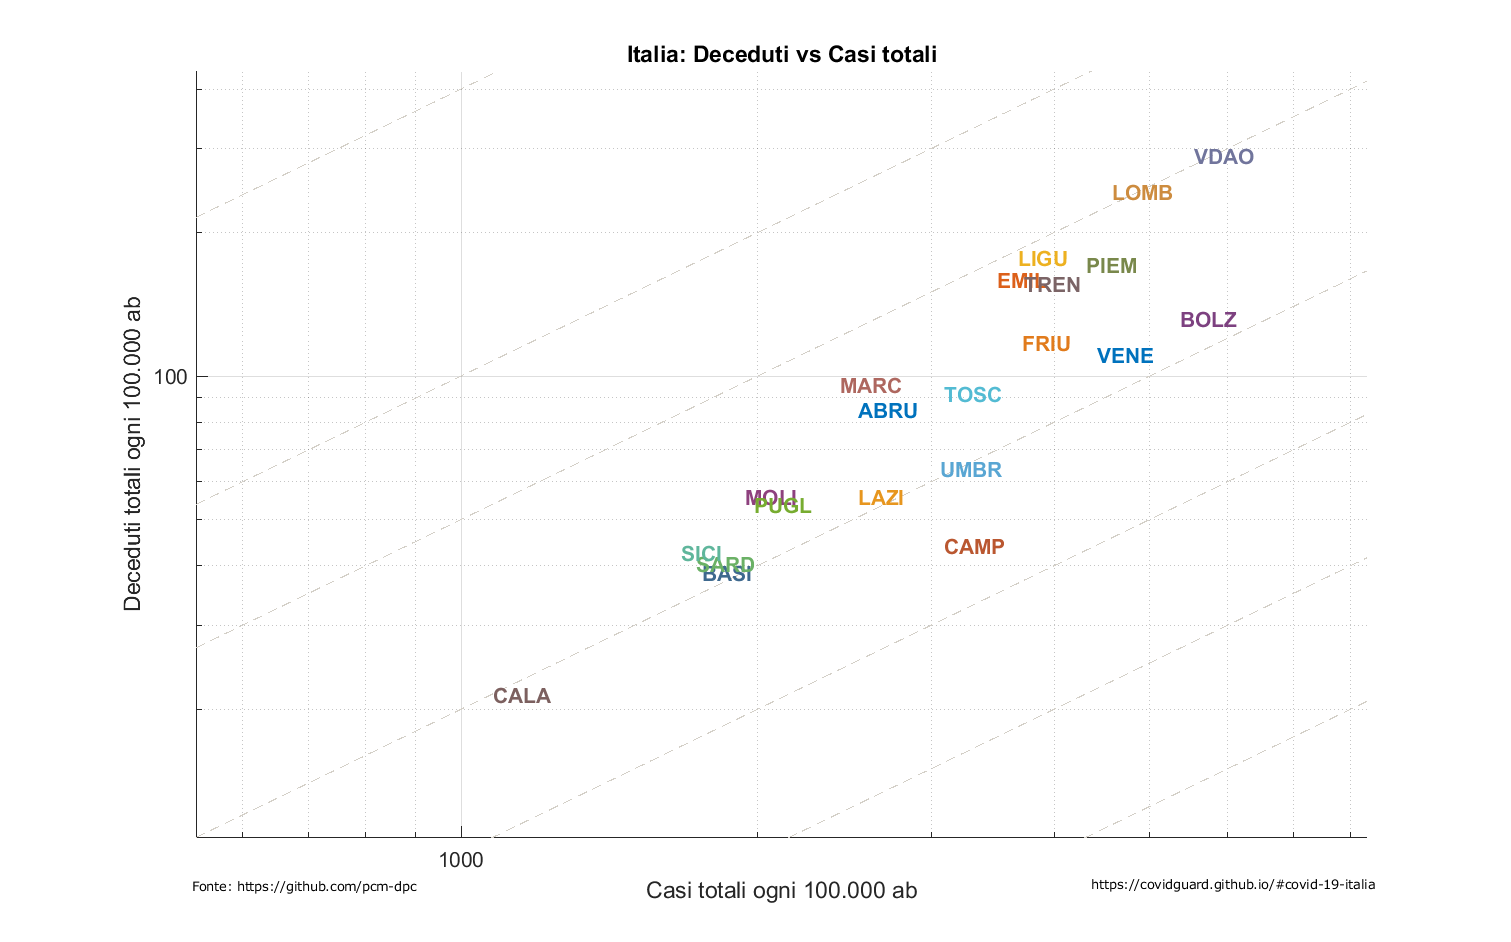 Italia: Deceduti vs Casi totali
VDAO
LOMB
LIGU
PIEM
EMIL
TREN
BOLZ
FRIU
VENE
100
MARC
TOSC
ABRU
UMBR
MOLI
LAZI
PUGL
CAMP
SICI
SARD
BASI
CALA
Deceduti totali ogni 100.000 ab
1000
Casi totali ogni 100.000 ab
Fonte: https://github.com/pcm-dpc
https://covidguard.github.io/#covid-19-italia